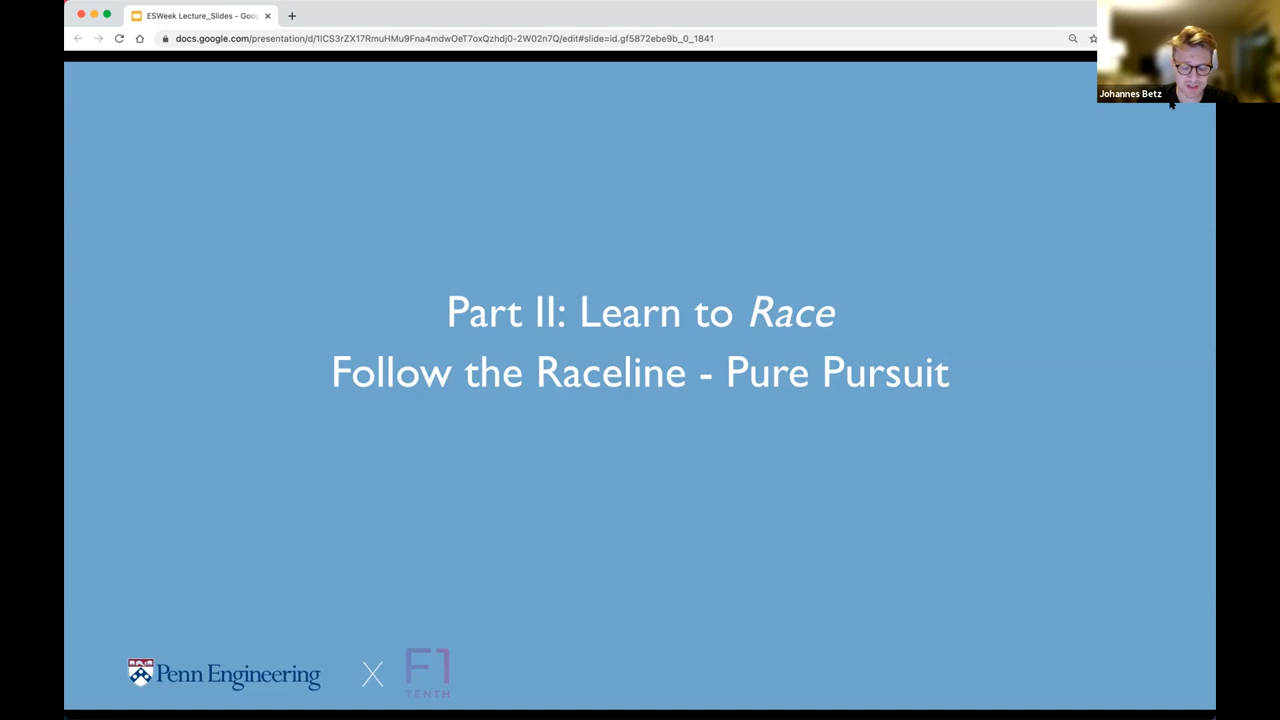 ESWeek Lecture_Slides - Goo
docs.google.com/presentation/d/1ICS3rZX17RmuHMu9Fna4mdwOeT7oxQzhdj0-2W02n7Q/edit#slide=id.gf5872ebe9b_0_1841
Johannes Betz
Part II: Learn to Race
Follow the Raceline - Pure Pursuit
Penn Engineering
X
F1
TENTH